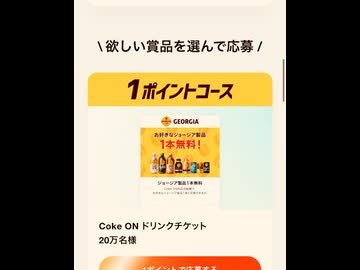 \ 欲しい賞品を選んで応募 /
1ポイントコース
GEORGIA
お好きなジョージア製品
1本無料！
ジョージア製品1本無料
Coke ON ドリンクチケット
20万名様
1ポイントで応募する